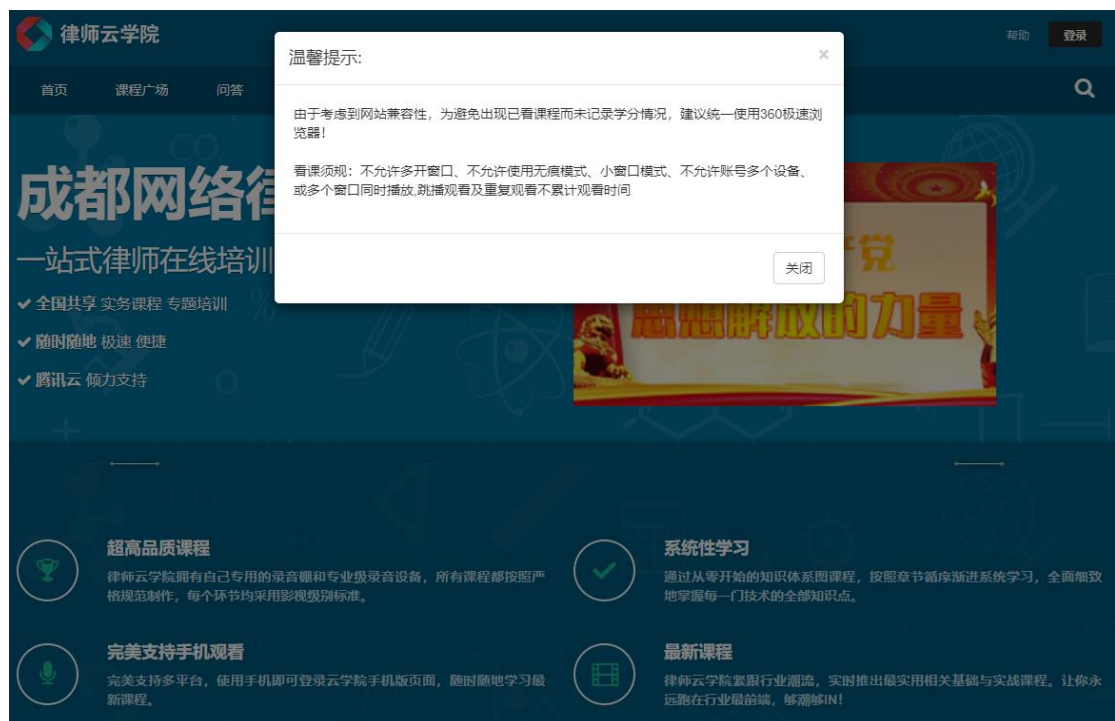 律师云学院
帮助
登录
首页
课程广场
问答
温馨提示:
×
由于考虑到网站兼容性，为避免出现已看课程而未记录学分情况，建议统一使用360极速浏
览器！
看课须规：不允许多开窗口、不允许使用无痕模式、小窗口模式、不允许账号多个设备、
或多个窗口同时播放,跳播观看及重复观看不累计观看时间
关闭
成都网络律
一站式律师在线培训
全国共享 实务课程 专题培训
随时随地 极速 便捷
腾讯云 倾力支持
产党
思想解放的力量
超高品质课程
律师云学院拥有自己专用的录音棚和专业级录音设备，所有课程都按照严
格规范制作，每个环节均采用影视级别标准。
系统性学习
通过从零开始的知识体系图课程，按照章节循序渐进系统学习，全面细致
地掌握每一门技术的全部知识点。
完美支持手机观看
完美支持多平台，使用手机即可登录云学院手机版页面，随时随地学习最
新课程。
最新课程
律师云学院紧跟行业潮流，实时推出最实用相关基础与实战课程。让你永
远跑在行业最前端，够潮够IN!